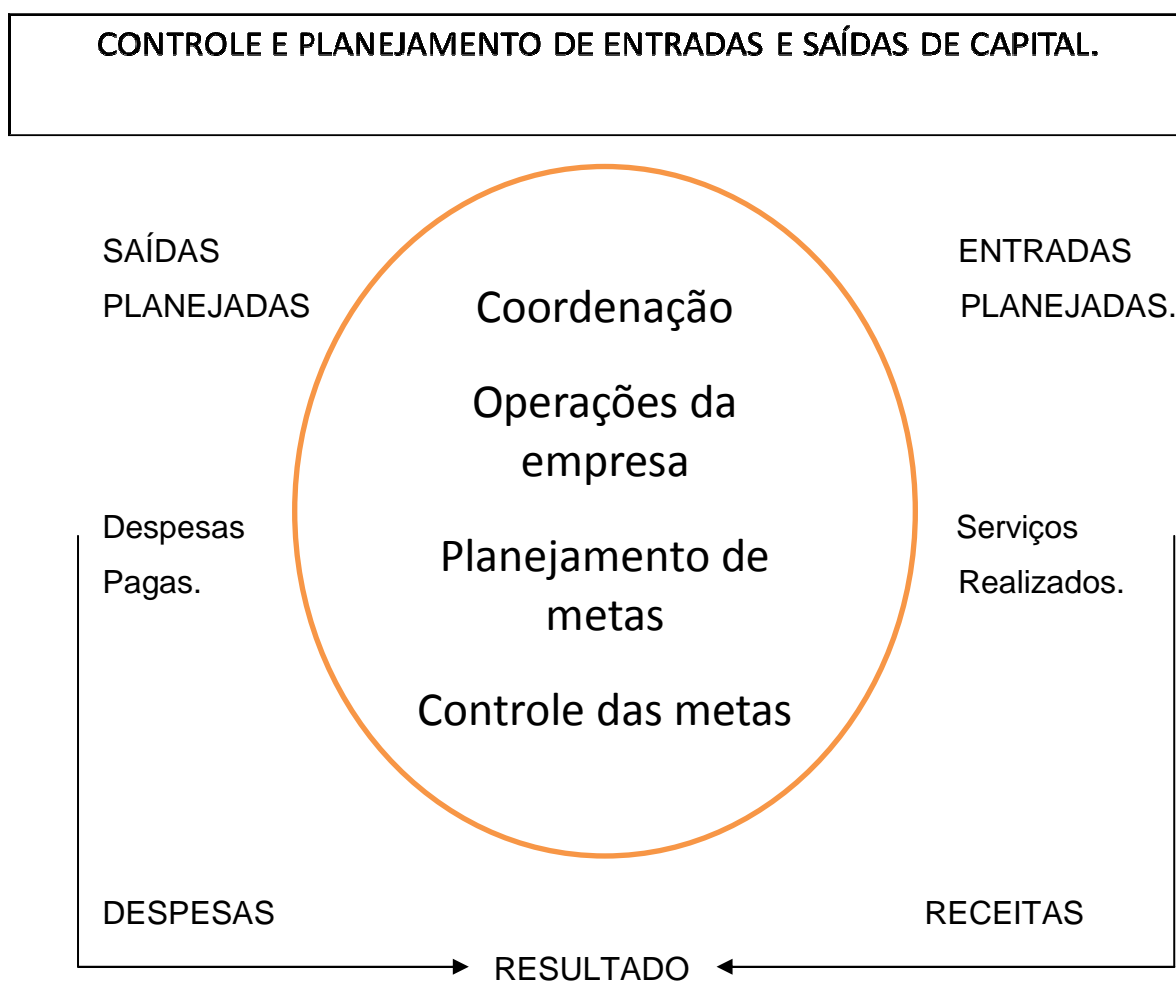 CONTROLE E PLANEJAMENTO DE ENTRADAS E SAÍDAS DE CAPITAL.
SAÍDAS
PLANEJADAS
ENTRADAS
PLANEJADAS.
Coordenação
Operações da
empresa
Planejamento de
metas
Controle das metas
Despesas
Pagas.
Serviços
Realizados.
DESPESAS
RECEITAS
RESULTADO